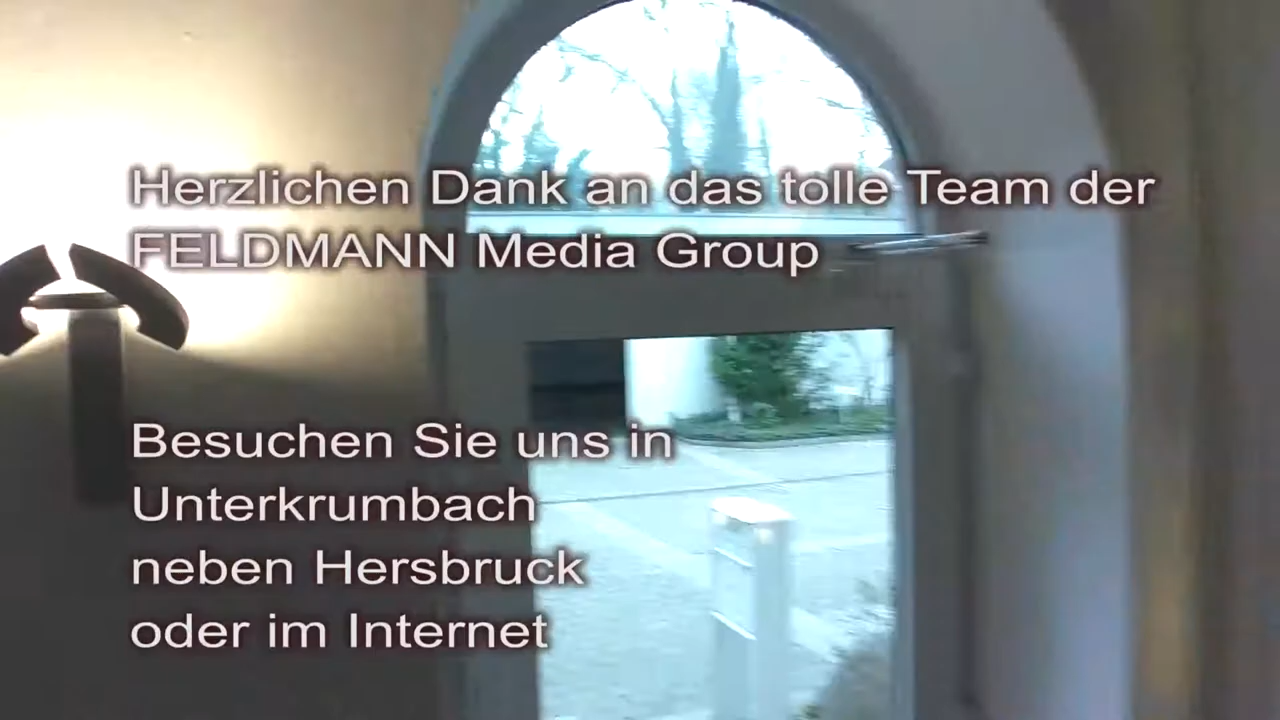 Herzlichen Dank an das tolle Team der
FELDMANN Media Group
Besuchen Sie uns in
Unterkrumbach
neben Hersbruck
oder im Internet